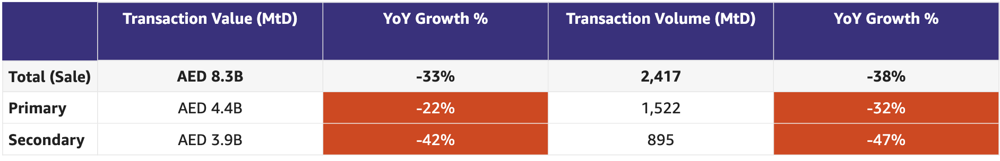 Transaction Value (MtD) YoY Growth % Transaction Volume (MtD) YoY Growth %
Total (Sale) AED 8.3B -33% 2,417 -38%
Primary AED 4.4B -22% 1,522 -32%
Secondary AED 3.9B -42% 895 -47%